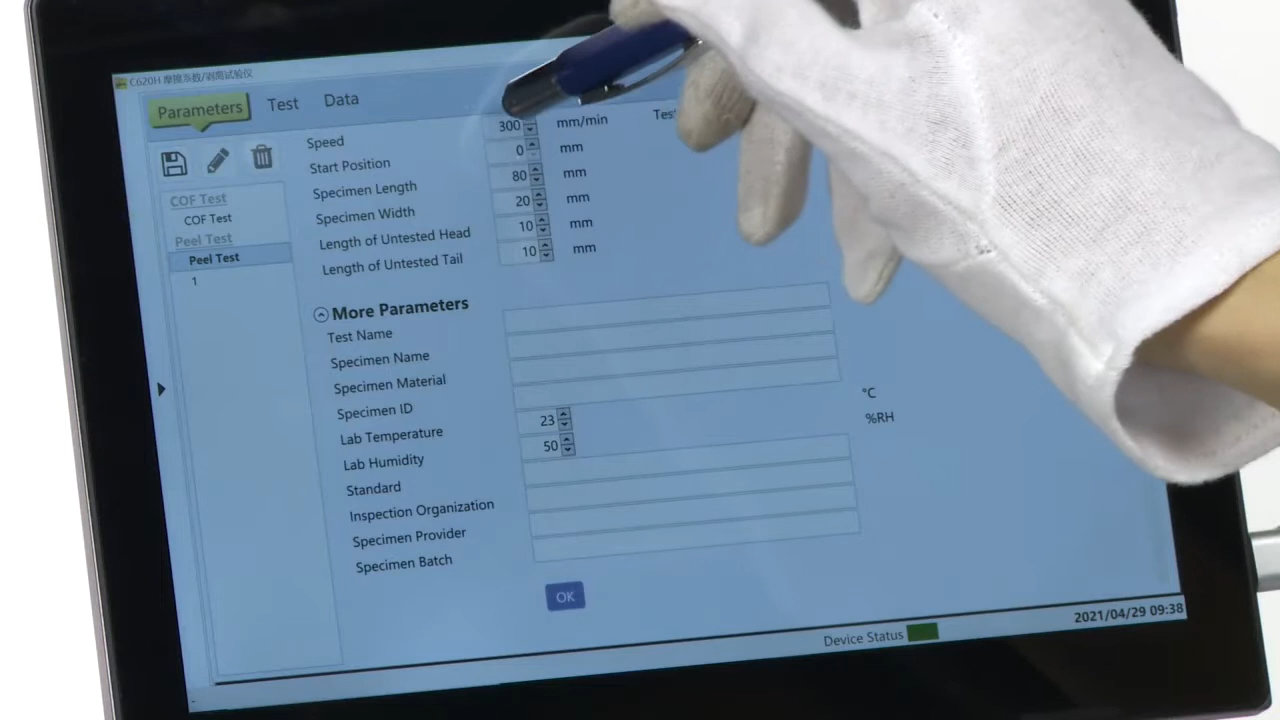 C620H 摩擦系数/剥离试验仪
Parameters Test Data
COF Test
COF Test
Peel Test
Peel Test
1
Speed 300 mm/min
Start Position 0 mm
Specimen Length 80 mm
Specimen Width 20 mm
Length of Untested Head 10 mm
Length of Untested Tail 10 mm
More Parameters
Test Name
Specimen Name
Specimen Material
Specimen ID
Lab Temperature 23 °C
Lab Humidity 50 %RH
Standard
Inspection Organization
Specimen Provider
Specimen Batch
OK
Device Status
2021/04/29 09:38